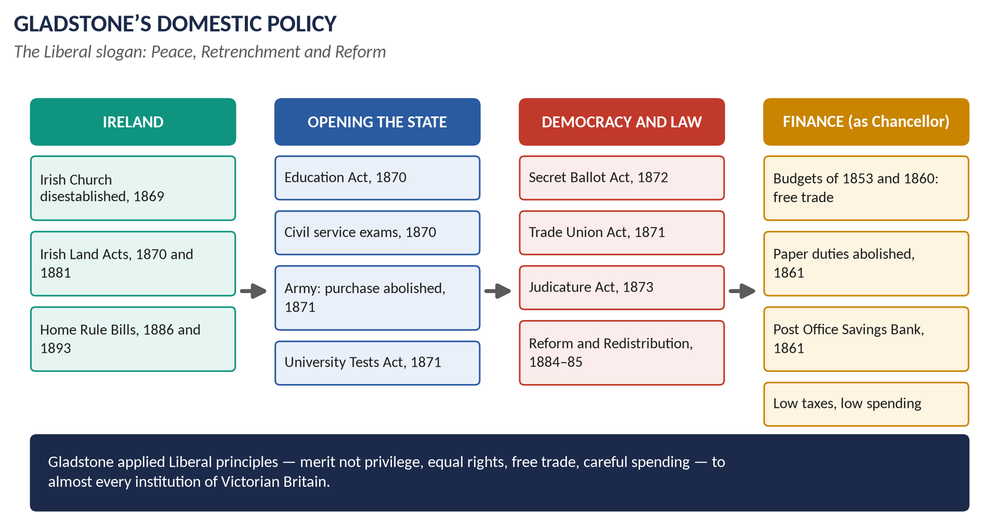 GLADSTONE’S DOMESTIC POLICY
The Liberal slogan: Peace, Retrenchment and Reform
IRELAND
Irish Church
disestablished, 1869
Irish Land Acts, 1870 and
1881
Home Rule Bills, 1886 and
1893
OPENING THE STATE
Education Act, 1870
Civil service exams, 1870
Army: purchase abolished,
1871
University Tests Act, 1871
DEMOCRACY AND LAW
Secret Ballot Act, 1872
Trade Union Act, 1871
Judicature Act, 1873
Reform and Redistribution,
1884–85
FINANCE (as Chancellor)
Budgets of 1853 and 1860:
free trade
Paper duties abolished,
1861
Post Office Savings Bank,
1861
Low taxes, low spending
Gladstone applied Liberal principles — merit not privilege, equal rights, free trade, careful spending — to
almost every institution of Victorian Britain.